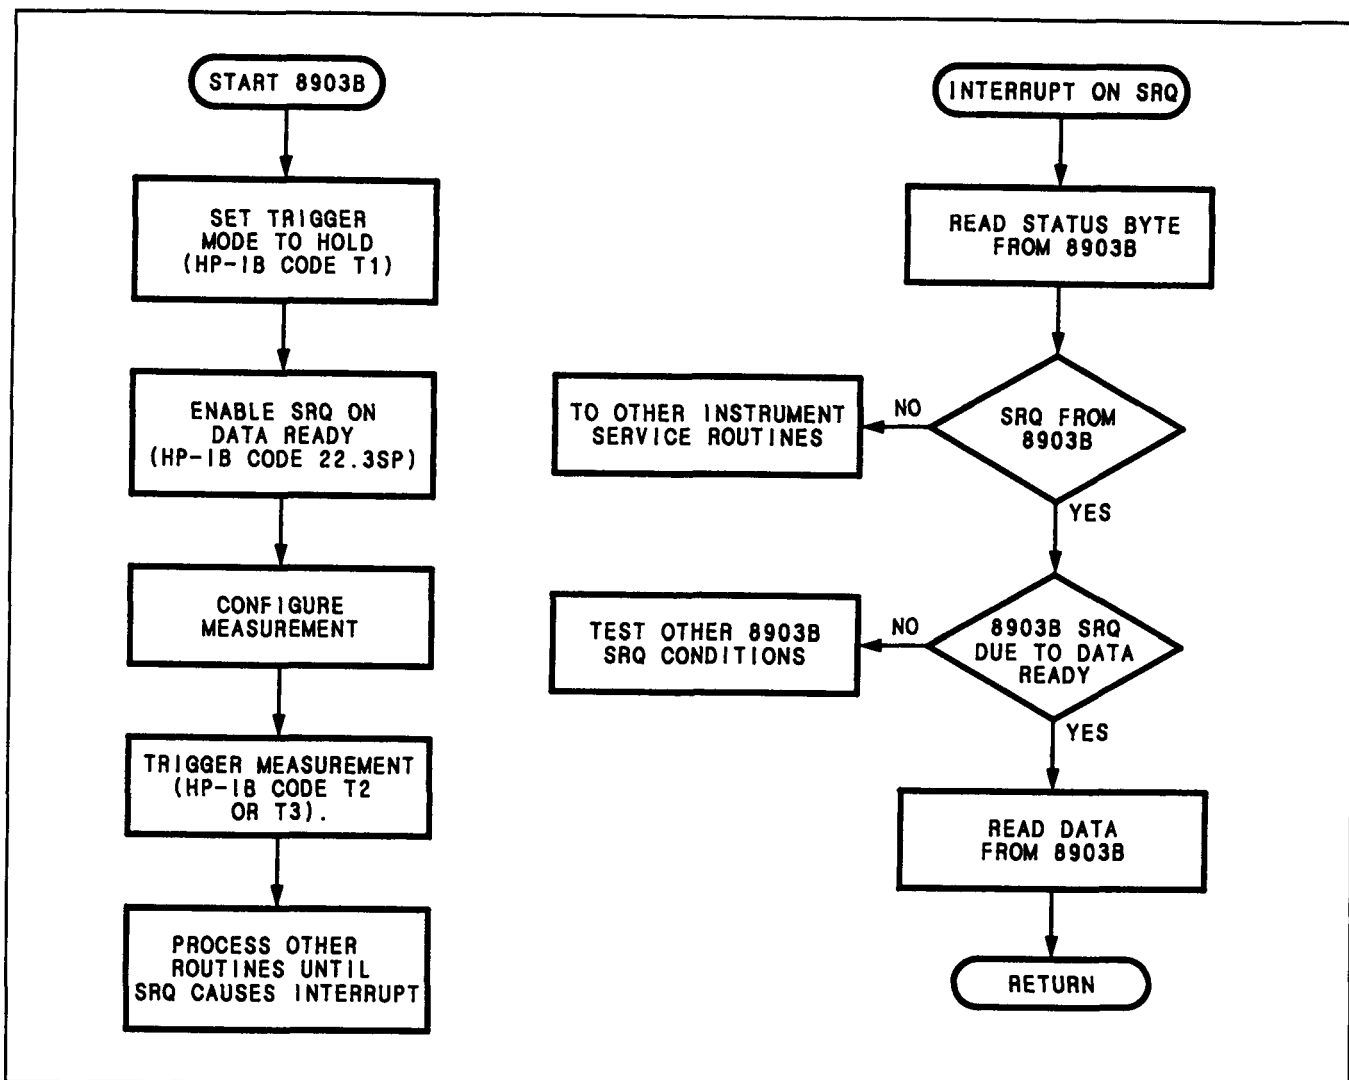 START 8903B
SET TRIGGER
MODE TO HOLD
(HP-IB CODE T1)
ENABLE SRQ ON
DATA READY
(HP-IB CODE 22.3SP)
CONFIGURE
MEASUREMENT
TRIGGER MEASUREMENT
(HP-IB CODE T2
OR T3).
PROCESS OTHER
ROUTINES UNTIL
SRQ CAUSES INTERRUPT
INTERRUPT ON SRQ
READ STATUS BYTE
FROM 8903B
SRQ FROM
8903B
NO
TO OTHER INSTRUMENT
SERVICE ROUTINES
YES
8903B SRQ
DUE TO DATA
READY
NO
TEST OTHER 8903B
SRQ CONDITIONS
YES
READ DATA
FROM 8903B
RETURN